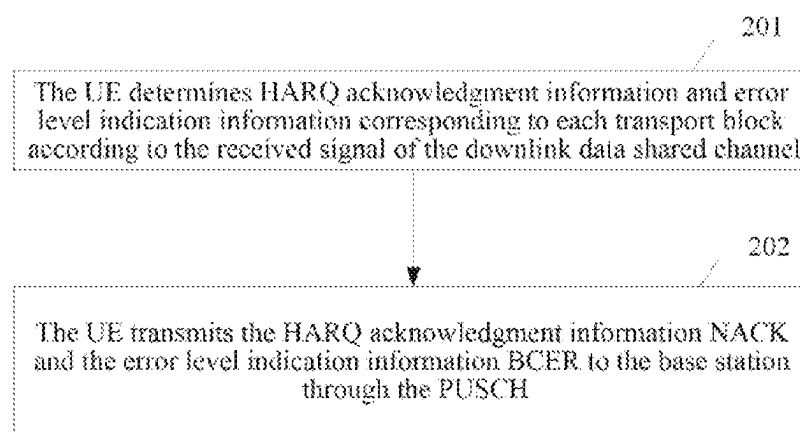 201
The UE determines HARQ acknowledgment information and error
level indication information corresponding to each transport block
according to the received signal of the downlink data shared channel
202
The UE transmits the HARQ acknowledgment information NACK
and the error level indication information BCER to the base station
through the PUSCH